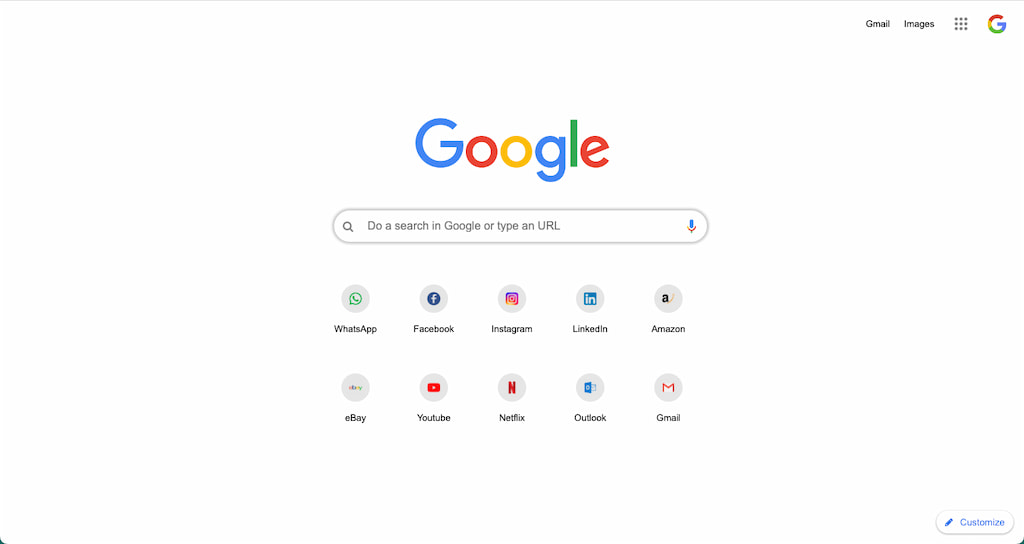 Gmail Images
Google
Do a search in Google or type an URL
WhatsApp Facebook Instagram LinkedIn Amazon
eBay Youtube Netflix Outlook Gmail
Customize